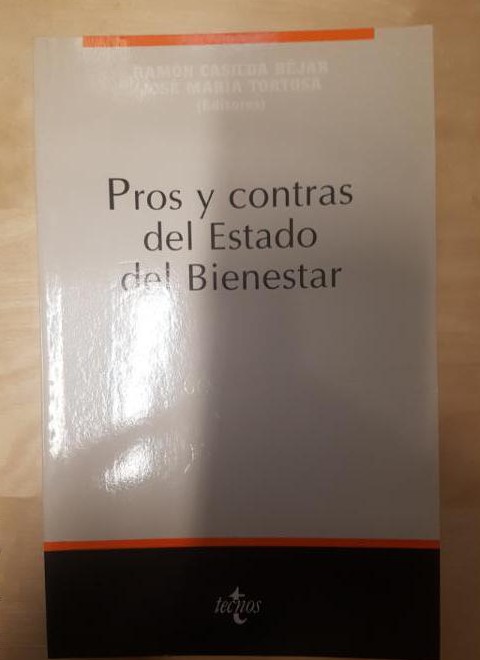 RAMÓN CASILDA BÉJAR
JOSÉ MARÍA TORTOSA
(Editores)
Pros y contras
del Estado
del Bienestar
tecnos